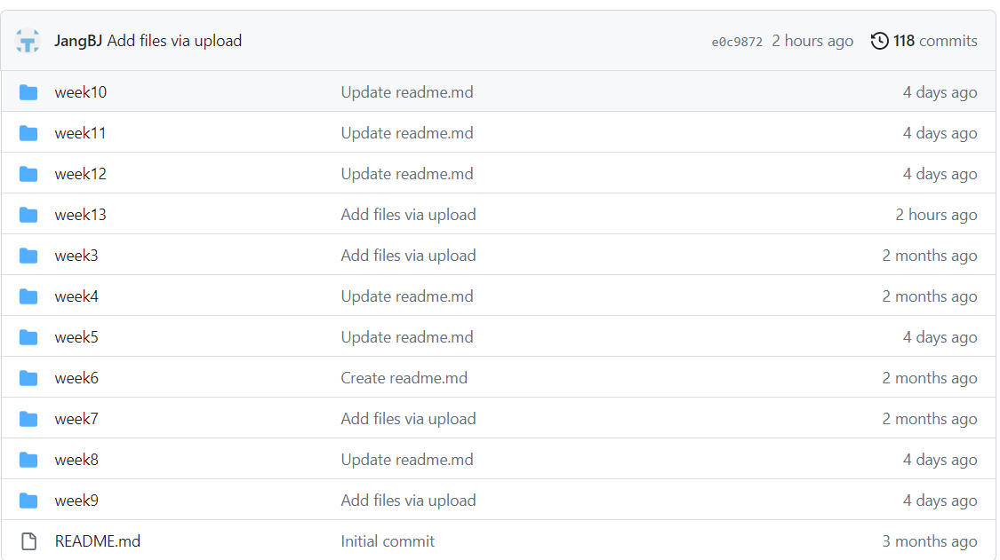 JangBJ Add files via upload e0c9872 2 hours ago 118 commits
week10 Update readme.md 4 days ago
week11 Update readme.md 4 days ago
week12 Update readme.md 4 days ago
week13 Add files via upload 2 hours ago
week3 Add files via upload 2 months ago
week4 Update readme.md 2 months ago
week5 Update readme.md 4 days ago
week6 Create readme.md 2 months ago
week7 Add files via upload 2 months ago
week8 Update readme.md 4 days ago
week9 Add files via upload 4 days ago
README.md Initial commit 3 months ago